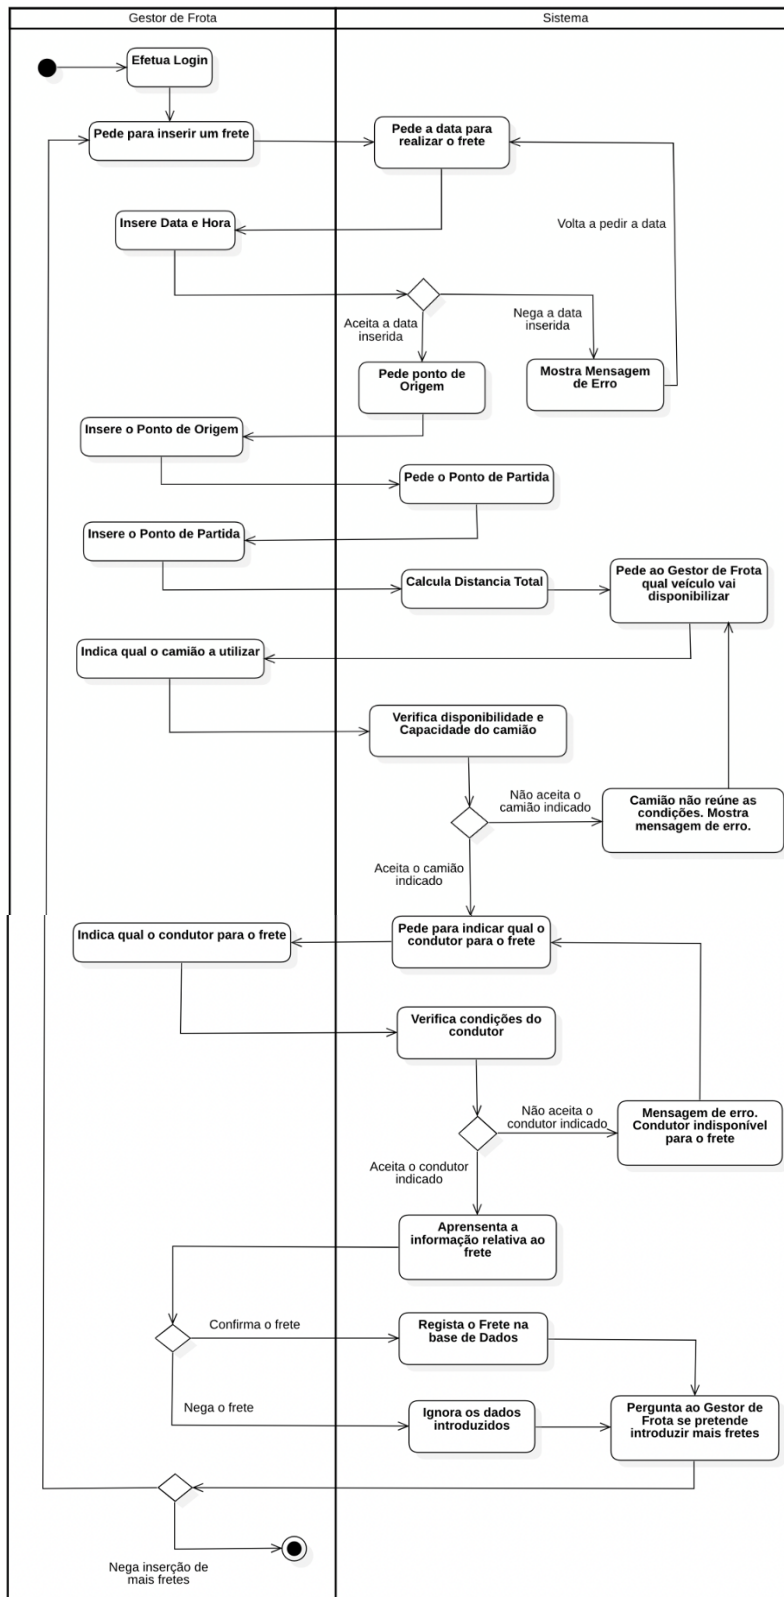 Gestor de Frota
Sistema
Efetua Login
Pede para inserir um frete
Pede a data para
realizar o frete
Insere Data e Hora
Volta a pedir a data
Aceita a data
inserida
Nega a data
inserida
Pede ponto de
Origem
Mostra Mensagem
de Erro
Insere o Ponto de Origem
Pede o Ponto de Partida
Insere o Ponto de Partida
Calcula Distancia Total
Pede ao Gestor de Frota
qual veículo vai
disponibilizar
Indica qual o camião a utilizar
Verifica disponibilidade e
Capacidade do camião
Não aceita o
camião indicado
Camião não reúne as
condições. Mostra
mensagem de erro.
Aceita o camião
indicado
Indica qual o condutor para o frete
Pede para indicar qual o
condutor para o frete
Verifica condições do
condutor
Não aceita o
condutor indicado
Mensagem de erro.
Condutor indisponível
para o frete
Aceita o condutor
indicado
Aprensenta a
informação relativa ao
frete
Confirma o frete
Regista o Frete na
base de Dados
Nega o frete
Ignora os dados
introduzidos
Pergunta ao Gestor de
Frota se pretende
introduzir mais fretes
Nega inserção de
mais fretes